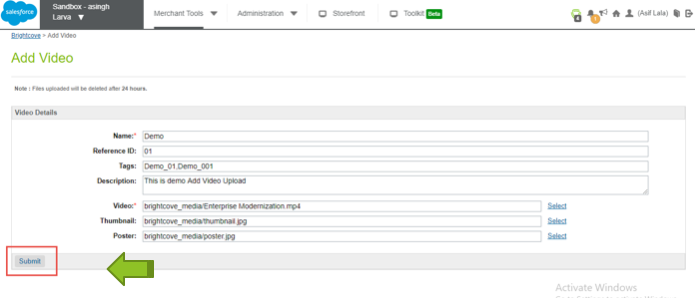 salesforce
Sandbox - asingh
Larva
Merchant Tools
Administration
Storefront
Toolkit Beta
(Asif Lala)
Brightcove > Add Video
Add Video
Note : Files uploaded will be deleted after 24 hours.
Video Details
Name:* Demo
Reference ID: 01
Tags: Demo_01,Demo_001
Description: This is demo Add Video Upload
Video:* brightcove_media/Enterprise Modernization.mp4 Select
Thumbnail: brightcove_media/thumbnail.jpg Select
Poster: brightcove_media/poster.jpg Select
Submit
Activate Windows